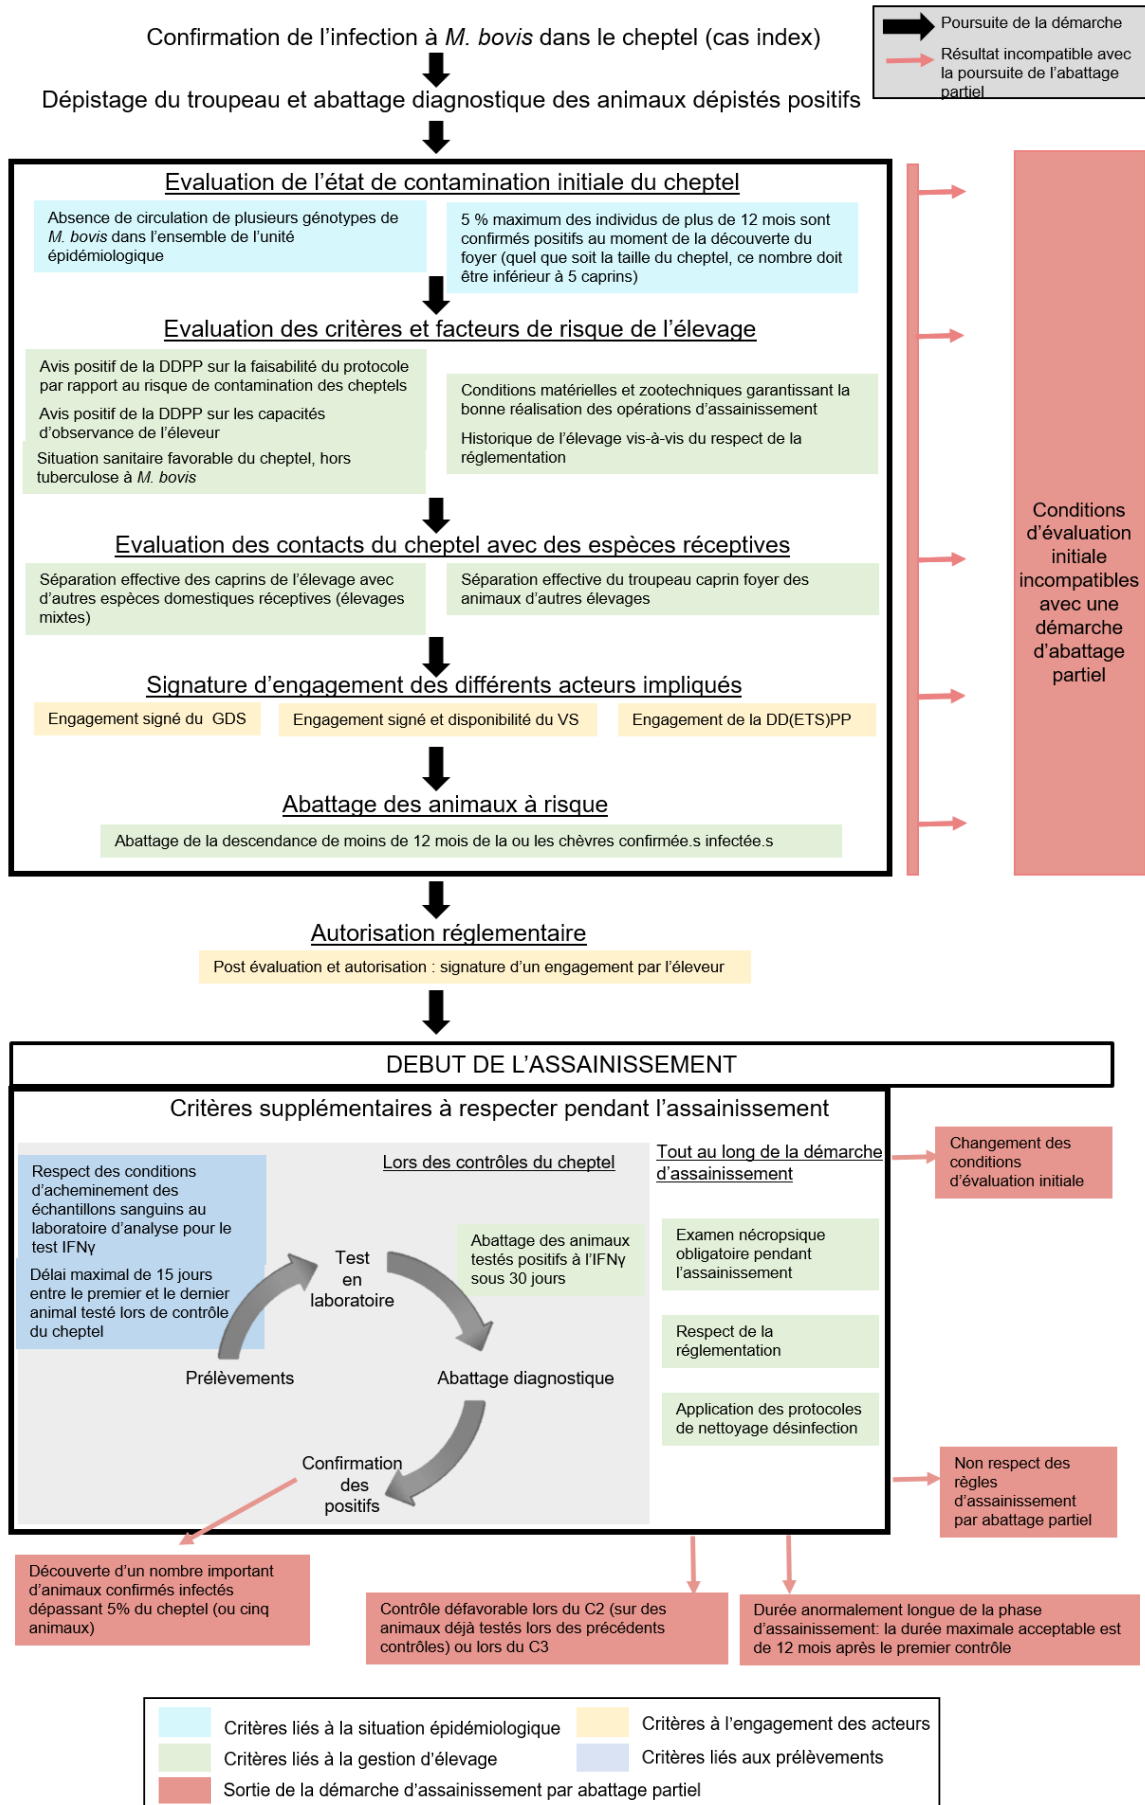 Confirmation de l’infection à M. bovis dans le cheptel (cas index)
Poursuite de la démarche
Résultat incompatible avec
la poursuite de l’abattage
partiel
Dépistage du troupeau et abattage diagnostique des animaux dépistés positifs
Evaluation de l’état de contamination initiale du cheptel
Absence de circulation de plusieurs génotypes de
M. bovis dans l’ensemble de l’unité
épidémiologique
5 % maximum des individus de plus de 12 mois sont
confirmés positifs au moment de la découverte du
foyer (quel que soit la taille du cheptel, ce nombre doit
être inférieur à 5 caprins)
Evaluation des critères et facteurs de risque de l’élevage
Avis positif de la DDPP sur la faisabilité du protocole
par rapport au risque de contamination des cheptels
Avis positif de la DDPP sur les capacités
d’observance de l’éleveur
Situation sanitaire favorable du cheptel, hors
tuberculose à M. bovis
Conditions matérielles et zootechniques garantissant la
bonne réalisation des opérations d’assainissement
Historique de l’élevage vis-à-vis du respect de la
réglementation
Evaluation des contacts du cheptel avec des espèces réceptives
Séparation effective des caprins de l’élevage avec
d’autres espèces domestiques réceptives (élevages
mixtes)
Séparation effective du troupeau caprin foyer des
animaux d’autres élevages
Signature d’engagement des différents acteurs impliqués
Engagement signé du GDS
Engagement signé et disponibilité du VS
Engagement de la DD(ETS)PP
Abattage des animaux à risque
Abattage de la descendance de moins de 12 mois de la ou les chèvres confirmée.s infectée.s
Conditions
d’évaluation
initiale
incompatibles
avec une
démarche
d’abattage
partiel
Autorisation réglementaire
Post évaluation et autorisation : signature d’un engagement par l’éleveur
DEBUT DE L’ASSAINISSEMENT
Critères supplémentaires à respecter pendant l’assainissement
Respect des conditions
d’acheminement des
échantillons sanguins au
laboratoire d’analyse pour le
test IFNγ
Délai maximal de 15 jours
entre le premier et le dernier
animal testé lors de contrôle
du cheptel
Lors des contrôles du cheptel
Abattage des animaux
testés positifs à l’IFNγ
sous 30 jours
Test
en
laboratoire
Prélèvements
Abattage diagnostique
Confirmation
des
positifs
Tout au long de la démarche
d’assainissement
Examen nécropsique
obligatoire pendant
l’assainissement
Respect de la
réglementation
Application des protocoles
de nettoyage désinfection
Changement des
conditions
d’évaluation initiale
Non respect des
règles
d’assainissement
par abattage partiel
Découverte d’un nombre important
d’animaux confirmés infectés
dépassant 5% du cheptel (ou cinq
animaux)
Contrôle défavorable lors du C2 (sur des
animaux déjà testés lors des précédents
contrôles) ou lors du C3
Durée anormalement longue de la phase
d’assainissement: la durée maximale acceptable est
de 12 mois après le premier contrôle
Critères liés à la situation épidémiologique
Critères à l’engagement des acteurs
Critères liés à la gestion d’élevage
Critères liés aux prélèvements
Sortie de la démarche d’assainissement par abattage partiel